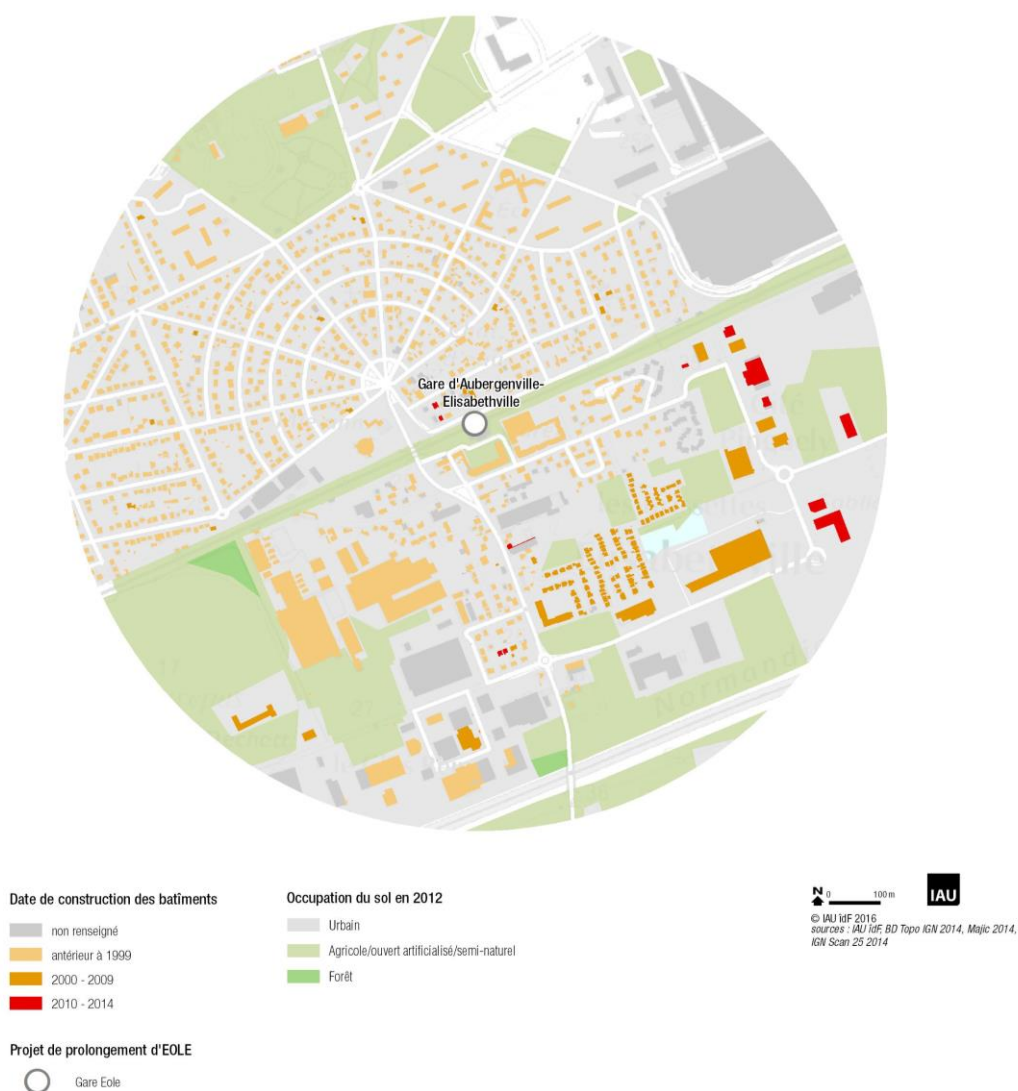 Gare d'Aubergenville-
Elisabethville
Normandi
Date de construction des batîments
non renseigné
antérieur à 1999
2000 - 2009
2010 - 2014
Projet de prolongement d'EOLE
Gare Eole
Occupation du sol en 2012
Urbain
Agricole/ouvert artificialisé/semi-naturel
Forêt
N 0 100 m
IAU
© IAU îdF 2016
sources : IAU îdF, BD Topo IGN 2014, Majic 2014,
IGN Scan 25 2014